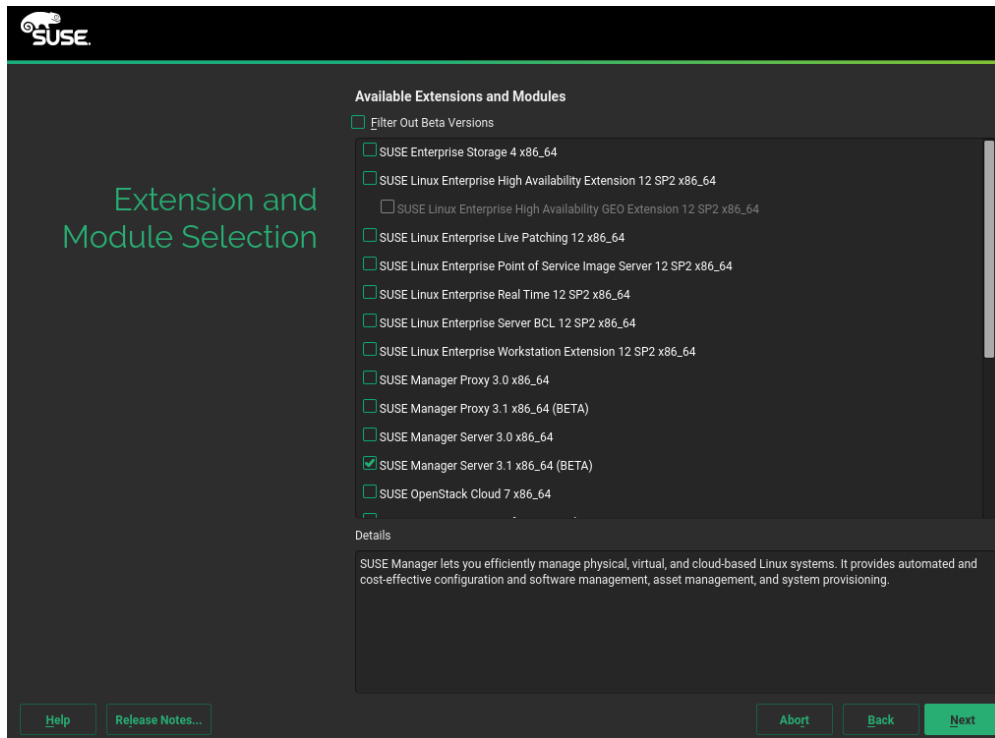 SUSE.
Extension and
Module Selection
Available Extensions and Modules
Filter Out Beta Versions
SUSE Enterprise Storage 4 x86_64
SUSE Linux Enterprise High Availability Extension 12 SP2 x86_64
SUSE Linux Enterprise High Availability GEO Extension 12 SP2 x86_64
SUSE Linux Enterprise Live Patching 12 x86_64
SUSE Linux Enterprise Point of Service Image Server 12 SP2 x86_64
SUSE Linux Enterprise Real Time 12 SP2 x86_64
SUSE Linux Enterprise Server BCL 12 SP2 x86_64
SUSE Linux Enterprise Workstation Extension 12 SP2 x86_64
SUSE Manager Proxy 3.0 x86_64
SUSE Manager Proxy 3.1 x86_64 (BETA)
SUSE Manager Server 3.0 x86_64
SUSE Manager Server 3.1 x86_64 (BETA)
SUSE OpenStack Cloud 7 x86_64
Details
SUSE Manager lets you efficiently manage physical, virtual, and cloud-based Linux systems. It provides automated and
cost-effective configuration and software management, asset management, and system provisioning.
Help
Release Notes...
Abort
Back
Next